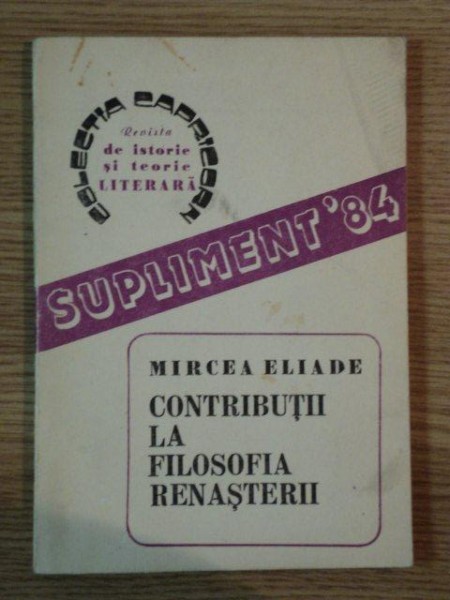 COLECȚIA CAPRICORN
Revista
de istorie
și teorie
LITERARĂ
SUPLIMENT '84
MIRCEA ELIADE
CONTRIBUȚII
LA
FILOSOFIA
RENAȘTERII